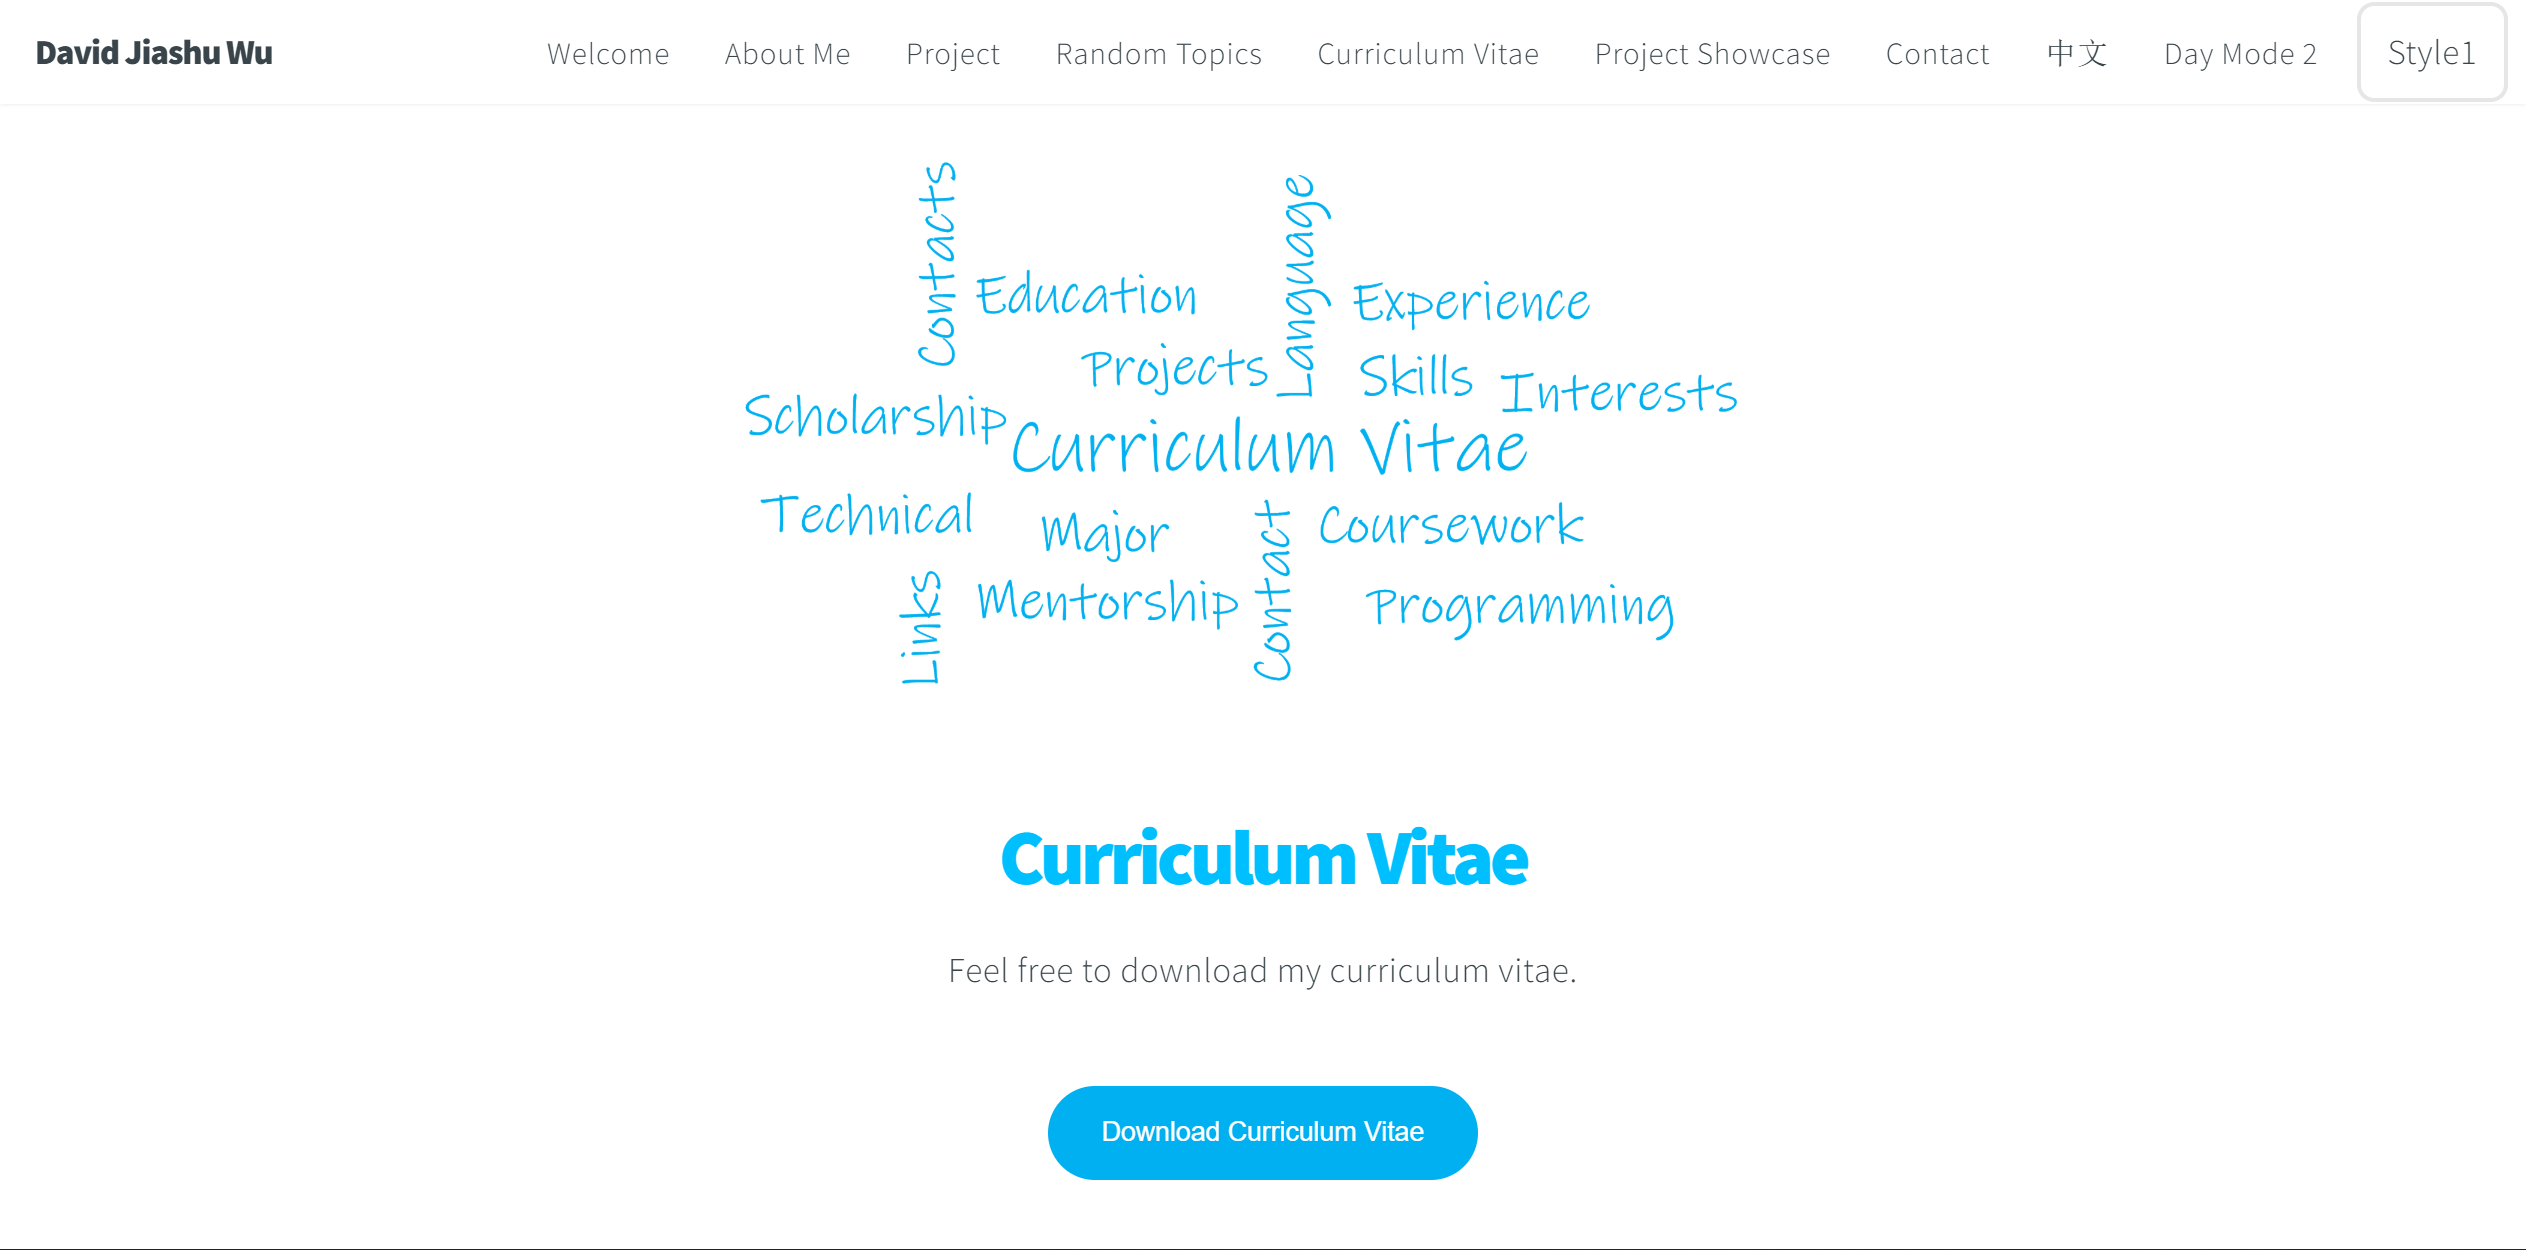 David Jiashu Wu
Welcome About Me Project Random Topics Curriculum Vitae Project Showcase Contact 中文 Day Mode 2 Style1
Contacts
Language
Education
Experience
Projects
Skills
Interests
Scholarship
Curriculum Vitae
Technical
Major
Contact
Coursework
Links
Mentorship
Programming
Curriculum Vitae
Feel free to download my curriculum vitae.
Download Curriculum Vitae